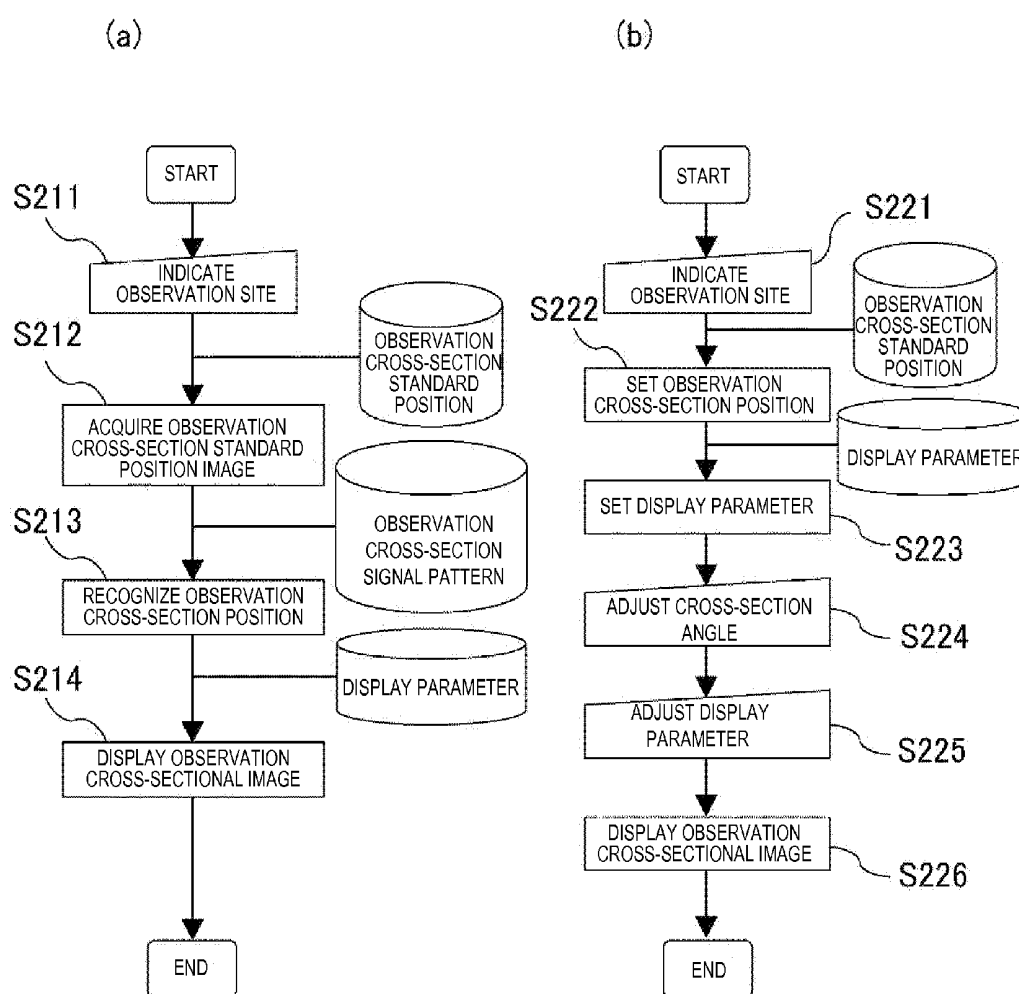 (a)
START
S211
INDICATE
OBSERVATION SITE
OBSERVATION
CROSS-SECTION
STANDARD
POSITION
S212
ACQUIRE OBSERVATION
CROSS-SECTION STANDARD
POSITION IMAGE
OBSERVATION
CROSS-SECTION
SIGNAL PATTERN
S213
RECOGNIZE OBSERVATION
CROSS-SECTION POSITION
DISPLAY PARAMETER
S214
DISPLAY OBSERVATION
CROSS-SECTIONAL IMAGE
END
(b)
START
S221
INDICATE
OBSERVATION SITE
OBSERVATION
CROSS-SECTION
STANDARD
POSITION
S222
SET OBSERVATION
CROSS-SECTION POSITION
DISPLAY PARAMETER
SET DISPLAY PARAMETER
S223
ADJUST CROSS-SECTION
ANGLE
S224
ADJUST DISPLAY
PARAMETER
S225
DISPLAY OBSERVATION
CROSS-SECTIONAL IMAGE
S226
END